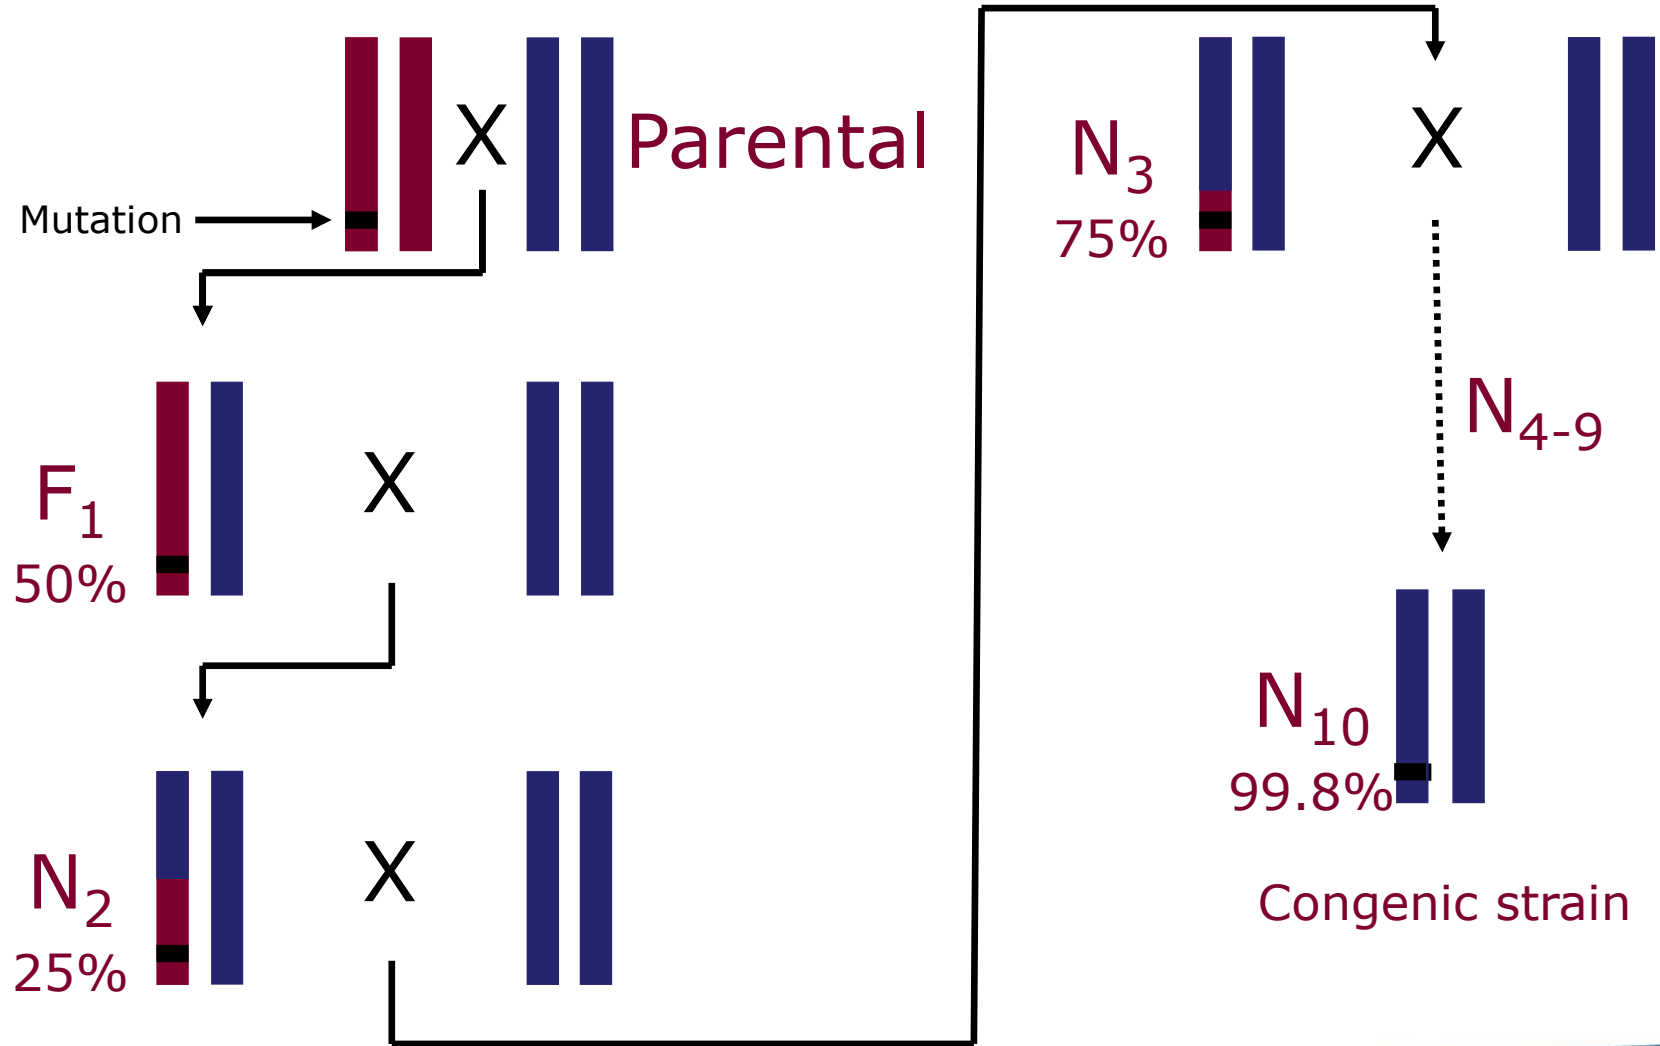 X
Parental
Mutation
F₁
50%
X
N₂
25%
X
N₃
75%
X
N₄₋₉
N₁₀
99.8%
Congenic strain